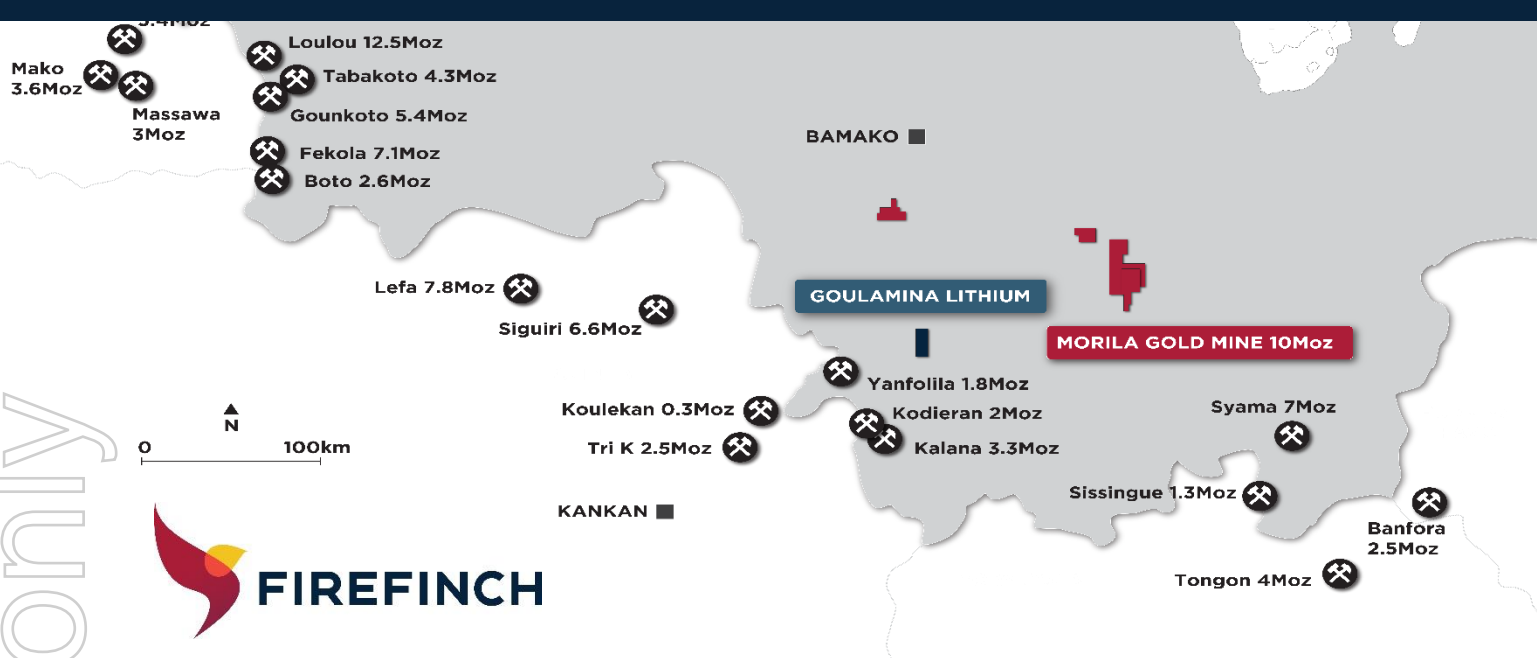 Loulou 12.5Moz
Mako
3.6Moz
Tabakoto 4.3Moz
Massawa
3Moz
Gounkoto 5.4Moz
BAMAKO
Fekola 7.1Moz
Boto 2.6Moz
Lefa 7.8Moz
GOULAMINA LITHIUM
Siguiri 6.6Moz
MORILA GOLD MINE 10Moz
Yanfolila 1.8Moz
Koulekan 0.3Moz
Kodieran 2Moz
Syama 7Moz
N
0 100km
Tri K 2.5Moz
Kalana 3.3Moz
Sissingue 1.3Moz
KANKAN
Banfora
2.5Moz
Tongon 4Moz
FIREFINCH
only